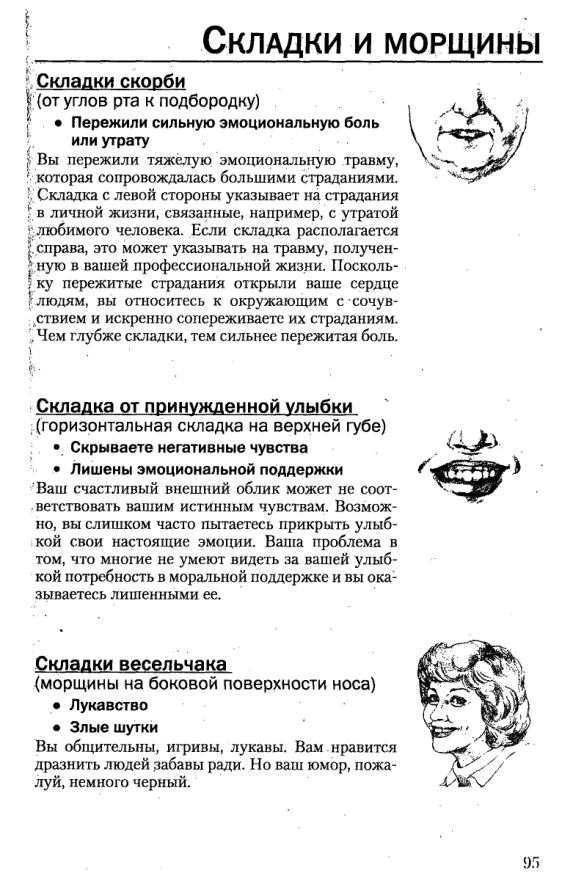 Складки и морщины
Складки скорби
(от углов рта к подбородку)
• Пережили сильную эмоциональную боль
или утрату
Вы пережили тяжелую эмоциональную травму,
которая сопровождалась большими страданиями.
Складка с левой стороны указывает на страдания
в личной жизни, связанные, например, с утратой
любимого человека. Если складка располагается
справа, это может указывать на травму, получен-
ную в вашей профессиональной жизни. Посколь-
ку пережитые страдания открыли ваше сердце
людям, вы относитесь к окружающим с сочув-
ствием и искренно сопереживаете их страданиям.
Чем глубже складки, тем сильнее пережитая боль.
Складка от принужденной улыбки
(горизонтальная складка на верхней губе)
• Скрываете негативные чувства
• Лишены эмоциональной поддержки
Ваш счастливый внешний облик может не соот-
ветствовать вашим истинным чувствам. Возмож-
но, вы слишком часто пытаетесь прикрыть улыб-
кой свои настоящие эмоции. Ваша проблема в
том, что многие не умеют видеть за вашей улыб-
кой потребность в моральной поддержке и вы ока-
зываетесь лишенными ее.
Складки весельчака
(морщины на боковой поверхности носа)
• Лукавство
• Злые шутки
Вы общительны, игривы, лукавы. Вам нравится
дразнить людей забавы ради. Но ваш юмор, пожа-
луй, немного черный.
95